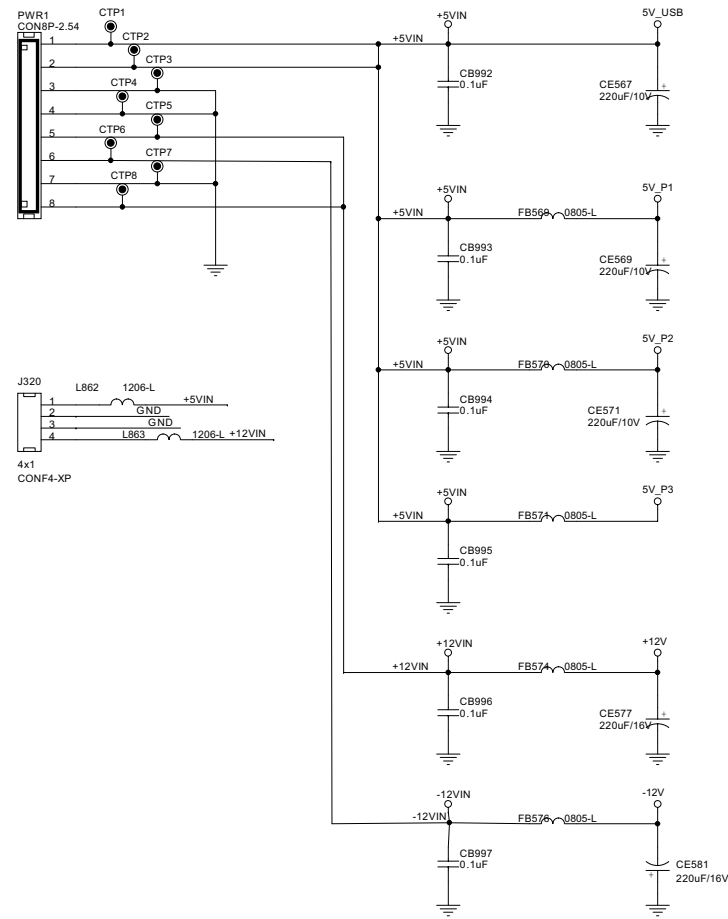 PWR1
CON8P-2.54
1
2
3
4
5
6
7
8
CTP1
CTP2
CTP3
CTP4
CTP5
CTP6
CTP7
CTP8
+5VIN
+5VIN
5V_USB
CB992
0.1uF
+
CE567
220uF/10V
+5VIN
+5VIN
FB569
0805-L
5V_P1
CB993
0.1uF
+
CE569
220uF/10V
+5VIN
+5VIN
FB570
0805-L
5V_P2
CB994
0.1uF
+
CE571
220uF/10V
J320
1
2
3
4
L862
1206-L
+5VIN
GND
GND
L863
1206-L
+12VIN
4x1
CONF4-XP
+5VIN
+5VIN
FB571
0805-L
5V_P3
CB995
0.1uF
+12VIN
+12VIN
FB574
0805-L
+12V
CB996
0.1uF
+
CE577
220uF/16V
-12VIN
-12VIN
FB576
0805-L
-12V
CB997
0.1uF
+
CE581
220uF/16V